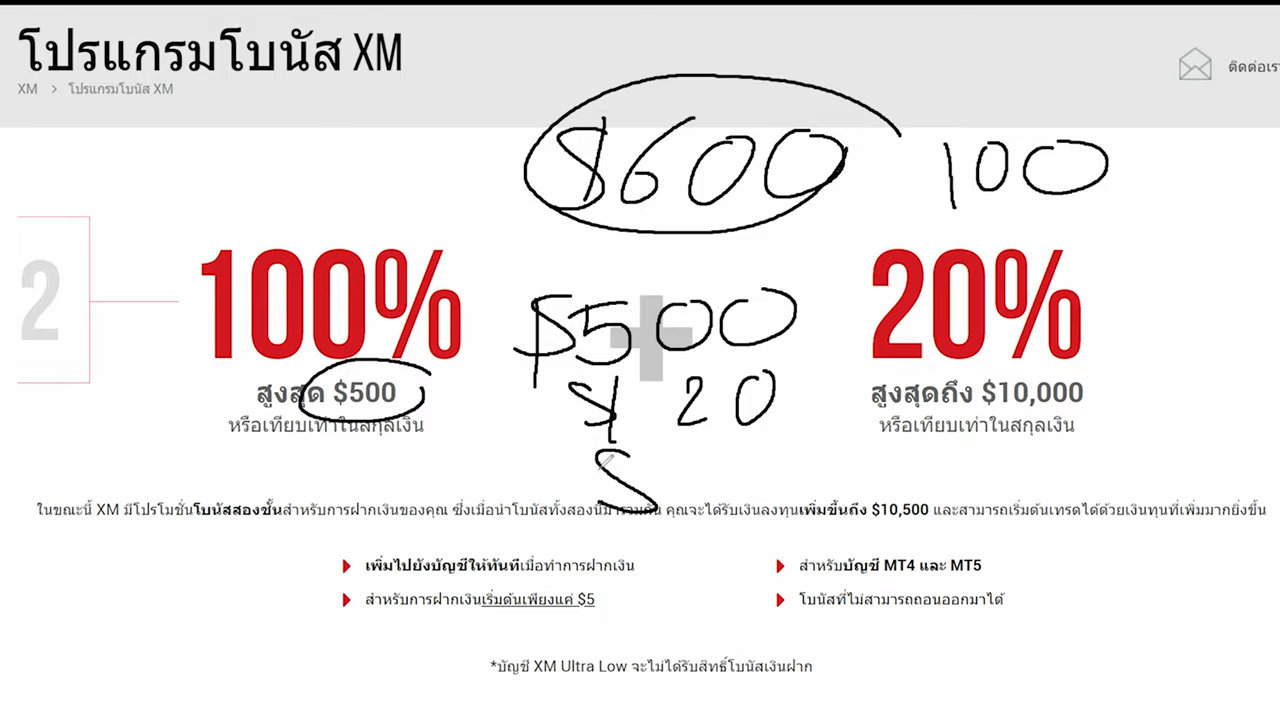 โปรแกรมโบนัส XM
XM > โปรแกรมโบนัส XM
ติดต่อเรา
$600
100
2
100%
$500
+
20%
สูงสุด $500
$ 20
สูงสุดถึง $10,000
หรือเทียบเท่าในสกุลเงิน
หรือเทียบเท่าในสกุลเงิน
S
ในขณะนี้ XM มีโปรโมชั่นโบนัสสองชั้นสำหรับการฝากเงินของคุณ ซึ่งเมื่อนำโบนัสทั้งสองนี้มารวมกัน คุณจะได้รับเงินลงทุนเพิ่มขึ้นถึง $10,500 และสามารถเริ่มต้นเทรดได้ด้วยเงินทุนที่เพิ่มมากยิ่งขึ้น
เพิ่มไปยังบัญชีให้ทันทีเมื่อทำการฝากเงิน
สำหรับบัญชี MT4 และ MT5
สำหรับการฝากเงินเริ่มต้นเพียงแค่ $5
โบนัสที่ไม่สามารถถอนออกมาได้
*บัญชี XM Ultra Low จะไม่ได้รับสิทธิ์โบนัสเงินฝาก